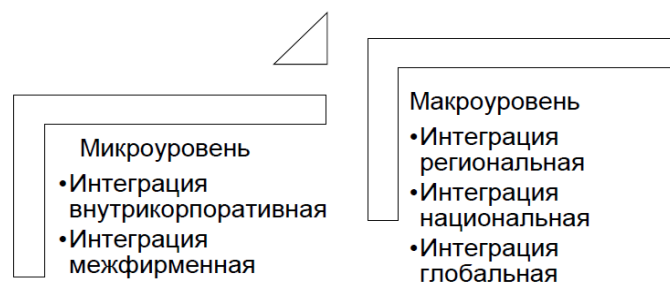 Микроуровень
•Интеграция
внутрикорпоративная
•Интеграция
межфирменная
Макроуровень
•Интеграция
региональная
•Интеграция
национальная
•Интеграция
глобальная